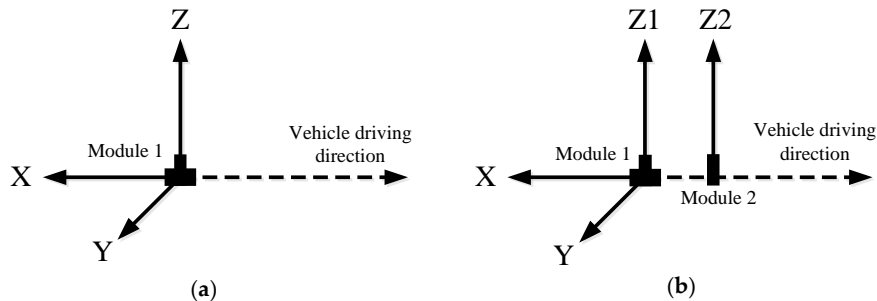 Z
Module 1
Vehicle driving
direction
X
Y
(a)
Z1
Z2
Module 1
Vehicle driving
direction
X
Module 2
Y
(b)